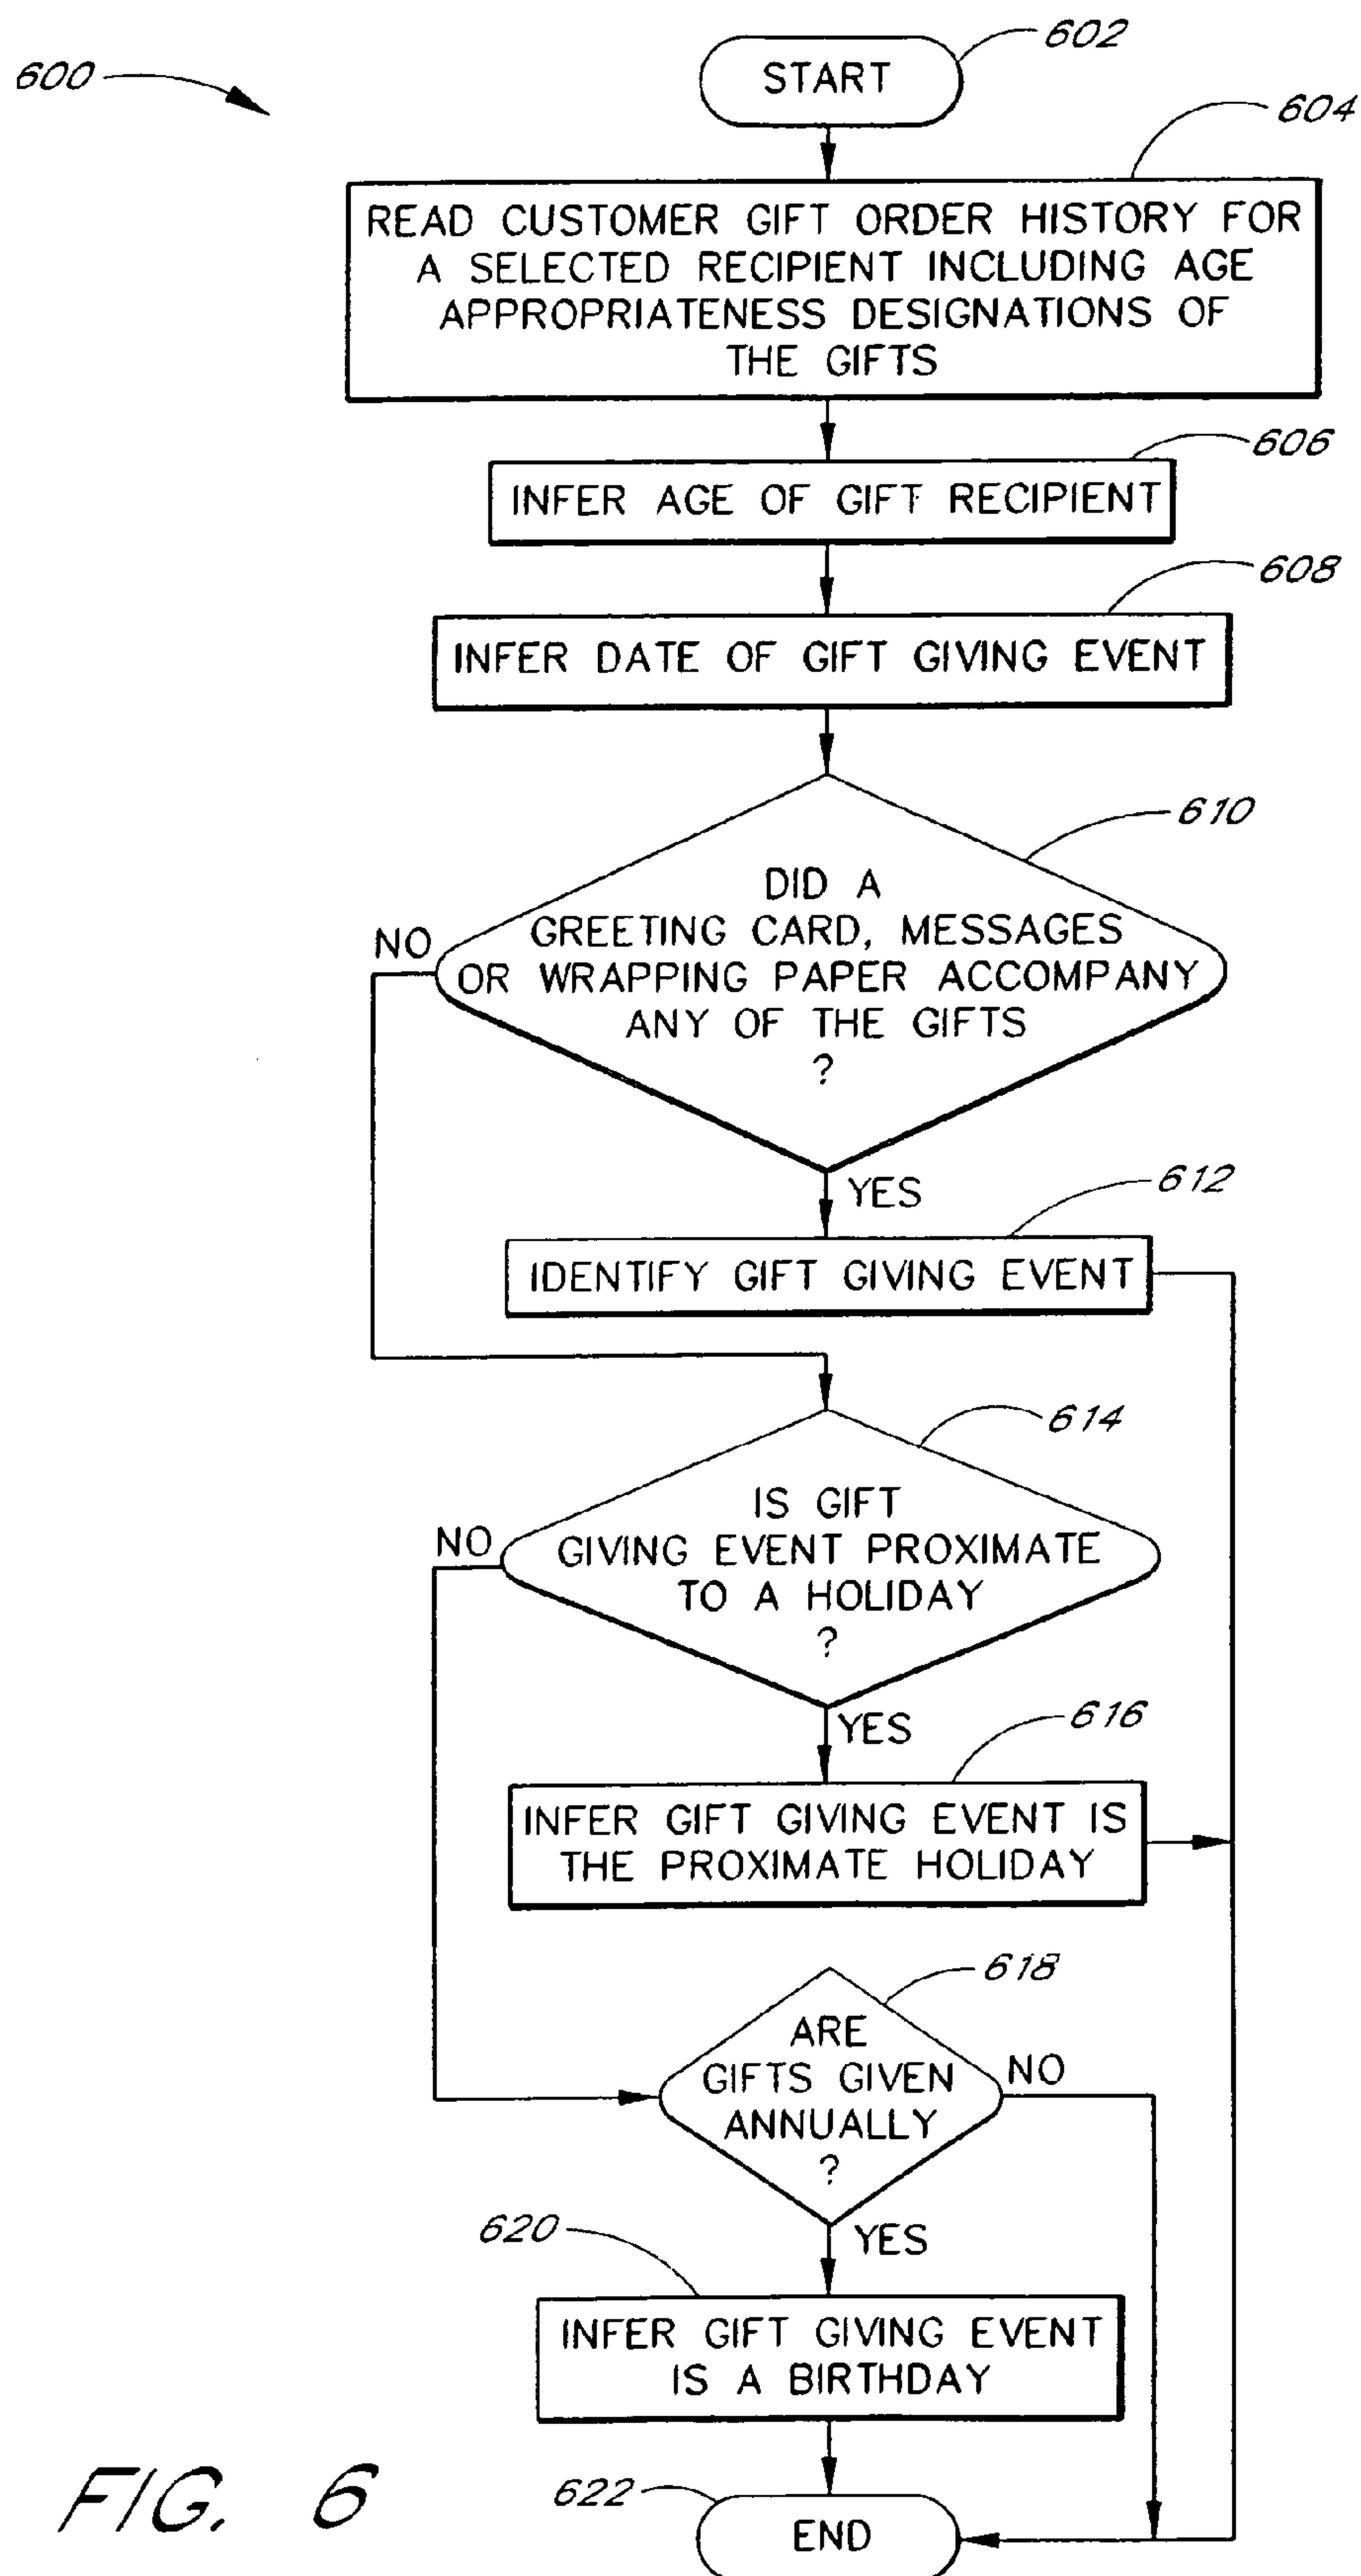 600
602
START
604
READ CUSTOMER GIFT ORDER HISTORY FOR
A SELECTED RECIPIENT INCLUDING AGE
APPROPRIATENESS DESIGNATIONS OF
THE GIFTS
606
INFER AGE OF GIFT RECIPIENT
608
INFER DATE OF GIFT GIVING EVENT
610
DID A
GREETING CARD, MESSAGES
OR WRAPPING PAPER ACCOMPANY
ANY OF THE GIFTS
?
NO
YES
612
IDENTIFY GIFT GIVING EVENT
614
IS GIFT
GIVING EVENT PROXIMATE
TO A HOLIDAY
?
NO
YES
616
INFER GIFT GIVING EVENT IS
THE PROXIMATE HOLIDAY
618
ARE
GIFTS GIVEN
ANNUALLY
?
NO
YES
620
INFER GIFT GIVING EVENT
IS A BIRTHDAY
622
END
FIG. 6